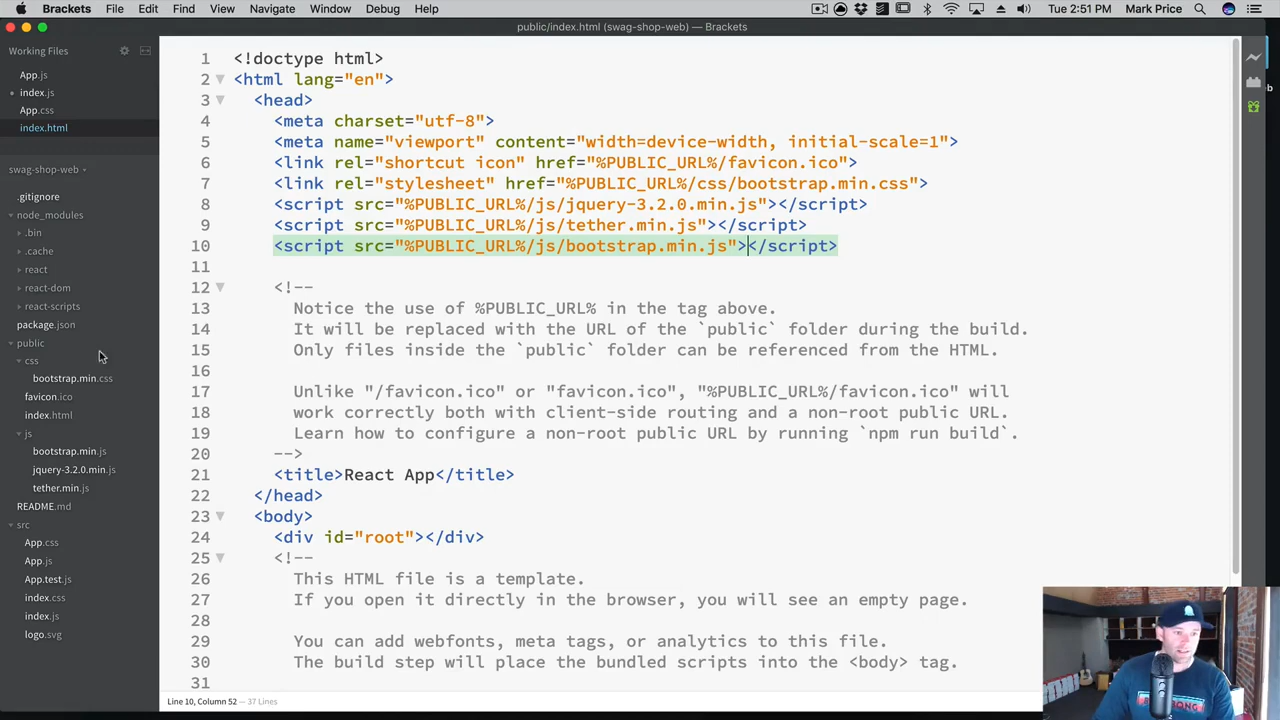 Brackets File Edit Find View Navigate Window Debug Help Tue 2:51 PM Mark Price
public/index.html (swag-shop-web) — Brackets
Working Files
App.js
index.js
App.css
index.html
swag-shop-web
.gitignore
node_modules
.bin
.cache
react
react-dom
react-scripts
package.json
public
css
bootstrap.min.css
favicon.ico
index.html
js
bootstrap.min.js
jquery-3.2.0.min.js
tether.min.js
README.md
src
App.css
App.js
App.test.js
index.css
index.js
logo.svg
1 <!doctype html>
2 <html lang="en">
3 <head>
4 <meta charset="utf-8">
5 <meta name="viewport" content="width=device-width, initial-scale=1">
6 <link rel="shortcut icon" href="%PUBLIC_URL%/favicon.ico">
7 <link rel="stylesheet" href="%PUBLIC_URL%/css/bootstrap.min.css">
8 <script src="%PUBLIC_URL%/js/jquery-3.2.0.min.js"></script>
9 <script src="%PUBLIC_URL%/js/tether.min.js"></script>
10 <script src="%PUBLIC_URL%/js/bootstrap.min.js"></script>
11
12 <!--
13 Notice the use of %PUBLIC_URL% in the tag above.
14 It will be replaced with the URL of the `public` folder during the build.
15 Only files inside the `public` folder can be referenced from the HTML.
16
17 Unlike "/favicon.ico" or "favicon.ico", "%PUBLIC_URL%/favicon.ico" will
18 work correctly both with client-side routing and a non-root public URL.
19 Learn how to configure a non-root public URL by running `npm run build`.
20 -->
21 <title>React App</title>
22 </head>
23 <body>
24 <div id="root"></div>
25 <!--
26 This HTML file is a template.
27 If you open it directly in the browser, you will see an empty page.
28
29 You can add webfonts, meta tags, or analytics to this file.
30 The build step will place the bundled scripts into the <body> tag.
31
Line 10, Column 52 — 37 Lines